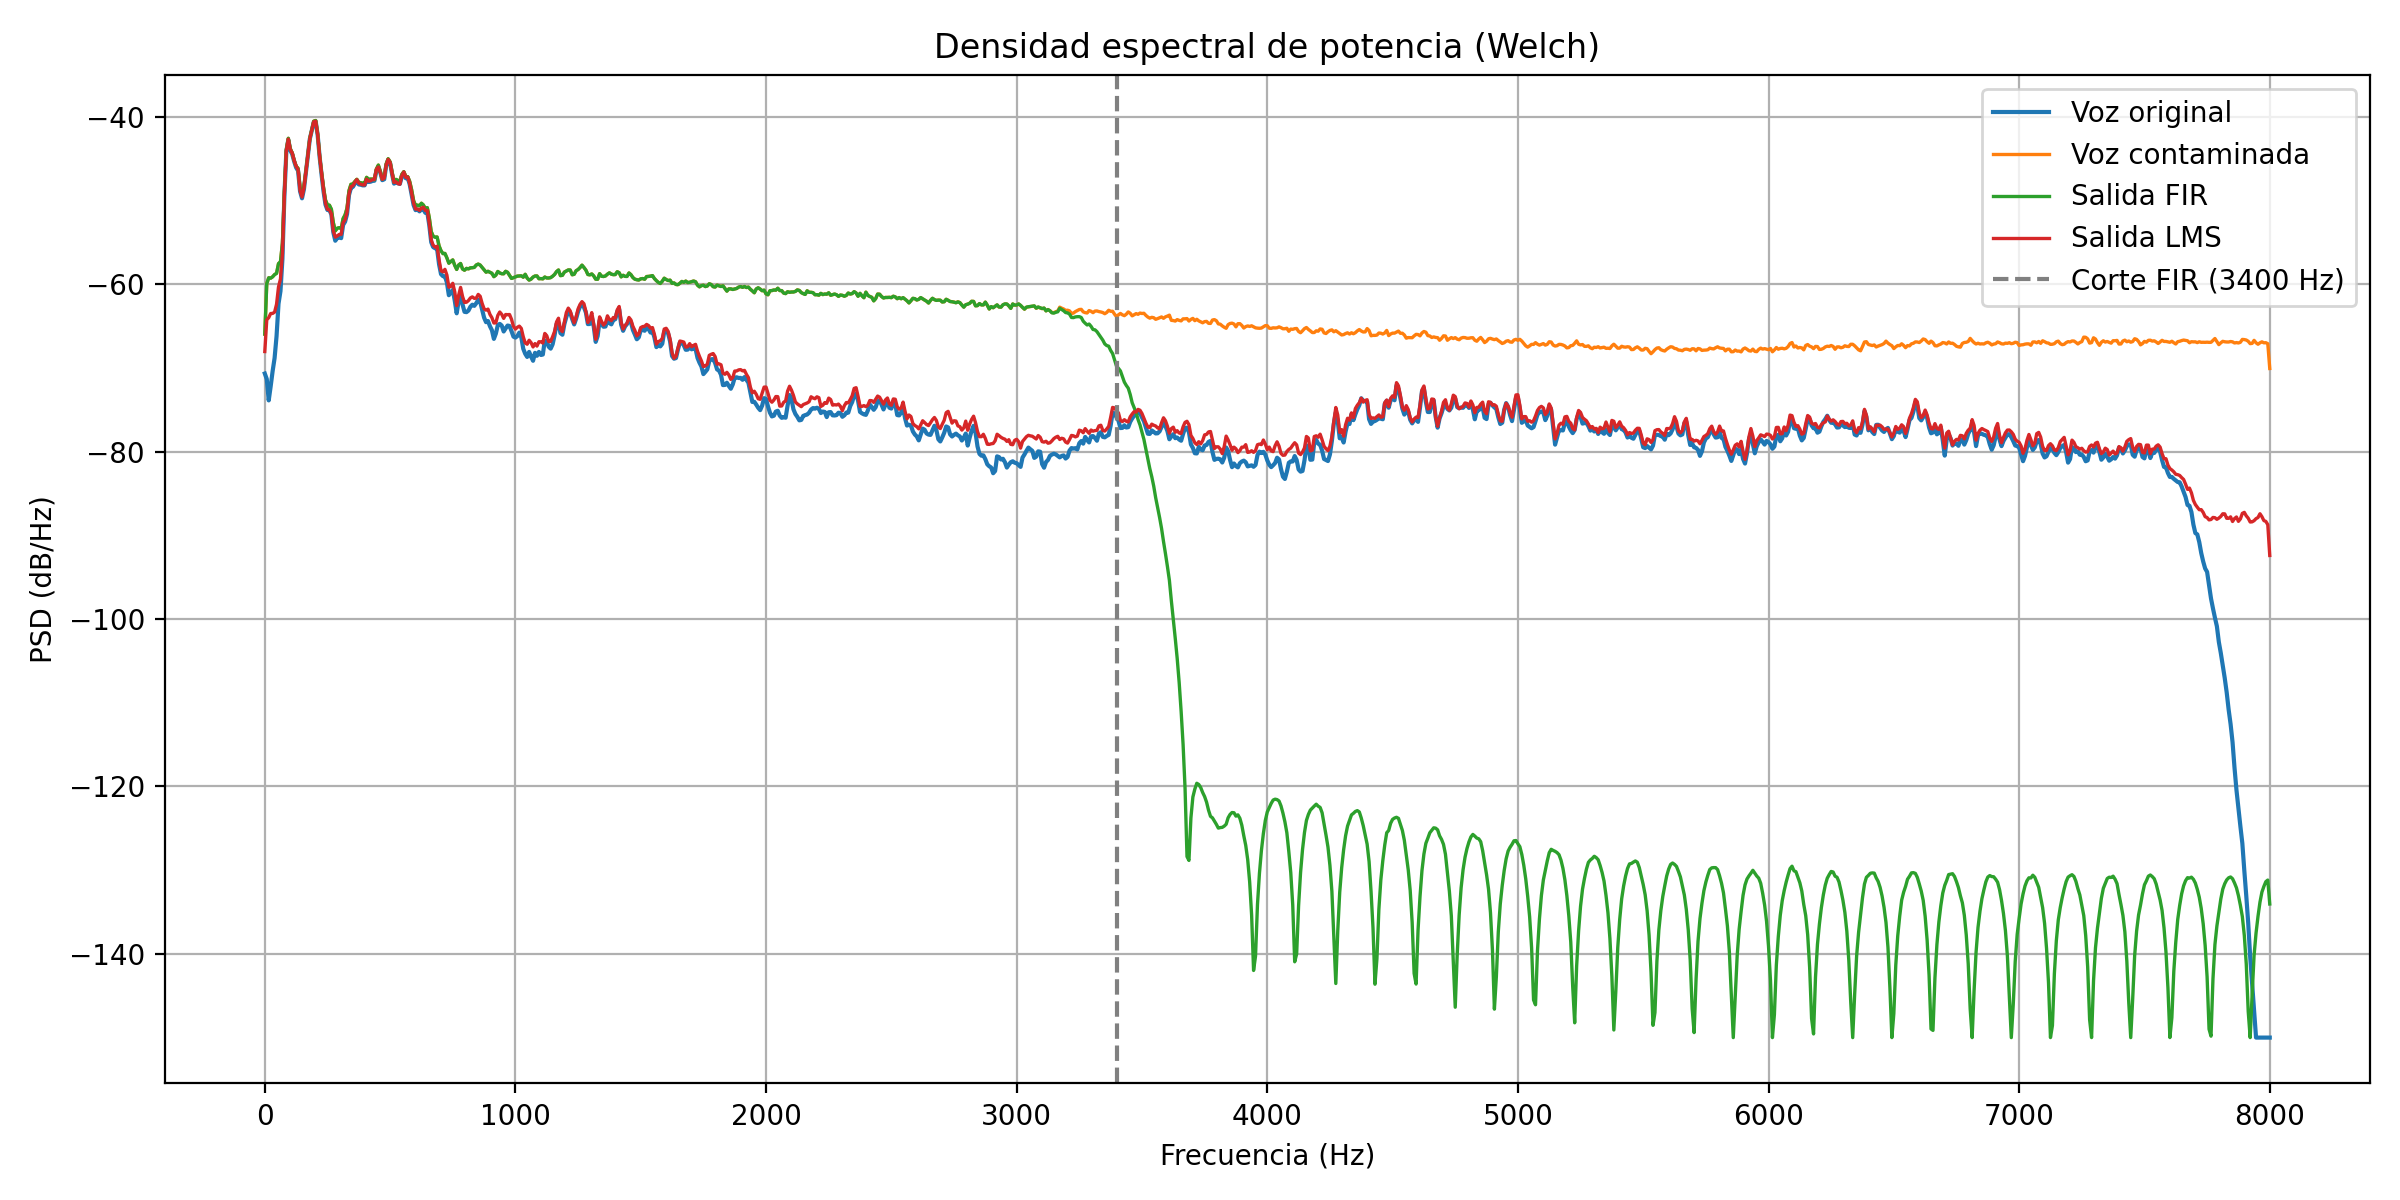 Densidad espectral de potencia (Welch)
−40
−60
−80
−100
−120
−140
PSD (dB/Hz)
Voz original
Voz contaminada
Salida FIR
Salida LMS
Corte FIR (3400 Hz)
0 1000 2000 3000 4000 5000 6000 7000 8000
Frecuencia (Hz)